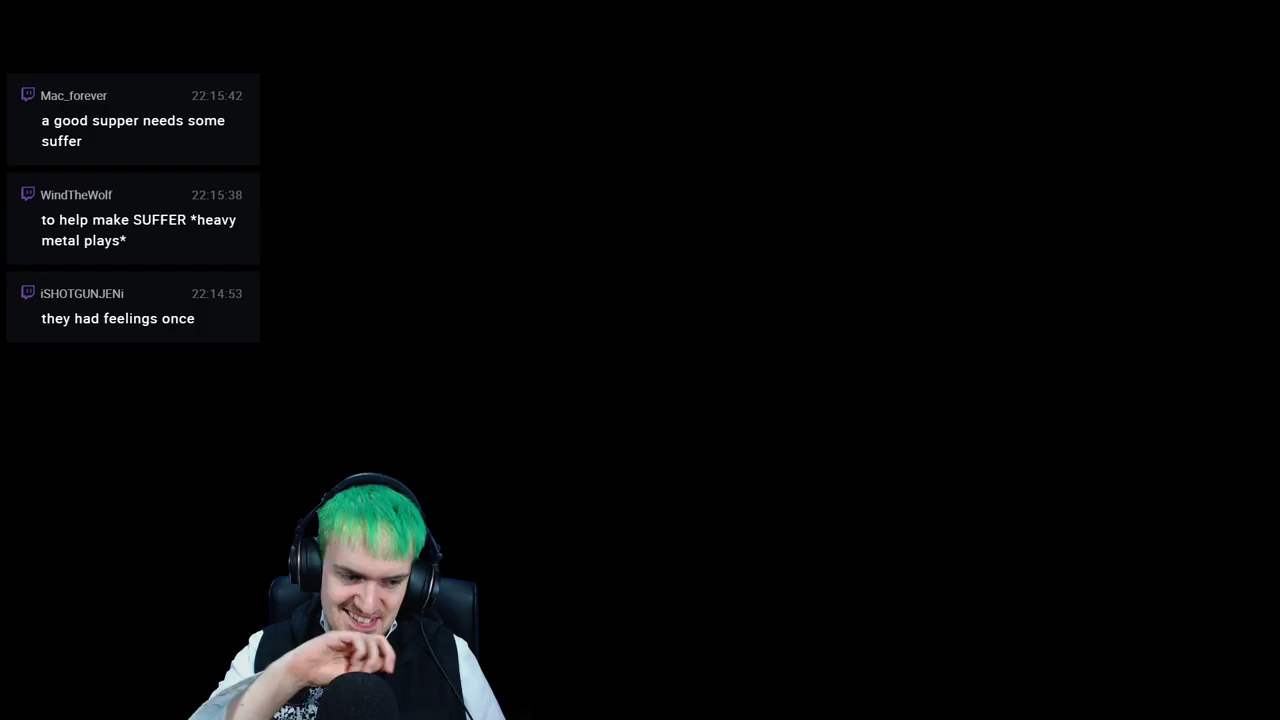 Mac_forever 22:15:42
a good supper needs some
suffer
WindTheWolf 22:15:38
to help make SUFFER *heavy
metal plays*
iSHOTGUNJENi 22:14:53
they had feelings once